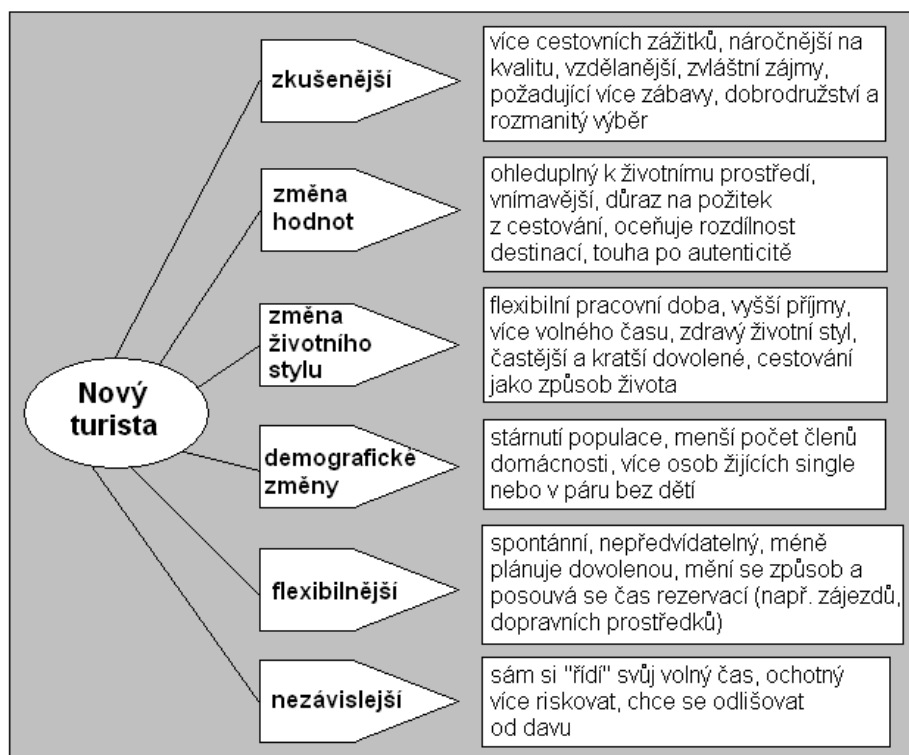 Nový
turista
zkušenější
více cestovních zážitků, náročnější na
kvalitu, vzdělanější, zvláštní zájmy,
požadující více zábavy, dobrodružství a
rozmanitý výběr
změna
hodnot
ohleduplný k životnímu prostředí,
vnímavější, důraz na požitek
z cestování, oceňuje rozdílnost
destinací, touha po autenticitě
změna
životního
stylu
flexibilní pracovní doba, vyšší příjmy,
více volného času, zdravý životní styl,
častější a kratší dovolené, cestování
jako způsob života
demografické
změny
stárnutí populace, menší počet členů
domácnosti, více osob žijících single
nebo v páru bez dětí
flexibilnější
spontánní, nepředvídatelný, méně
plánuje dovolenou, mění se způsob a
posouvá se čas rezervací (např. zájezdů,
dopravních prostředků)
nezávislejší
sám si "řídí" svůj volný čas, ochotný
více riskovat, chce se odlišovat
od davu